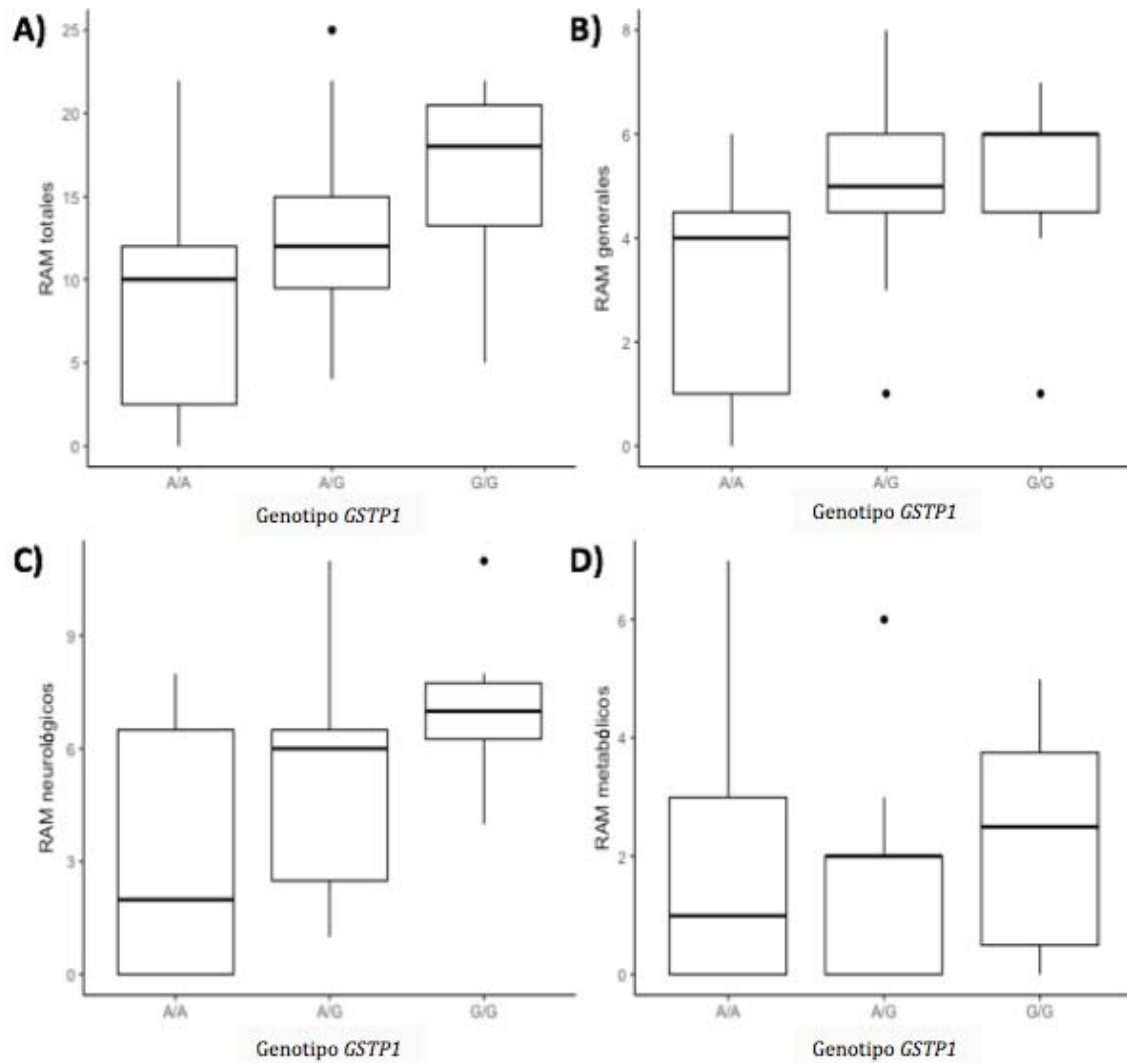 A)
RAM totales
25
20
15
10
5
0
A/A A/G G/G
Genotipo GSTP1
B)
RAM generales
8
6
4
2
0
A/A A/G G/G
Genotipo GSTP1
C)
RAM neurológicos
9
6
3
0
A/A A/G G/G
Genotipo GSTP1
D)
RAM metabólicos
6
4
2
0
A/A A/G G/G
Genotipo GSTP1